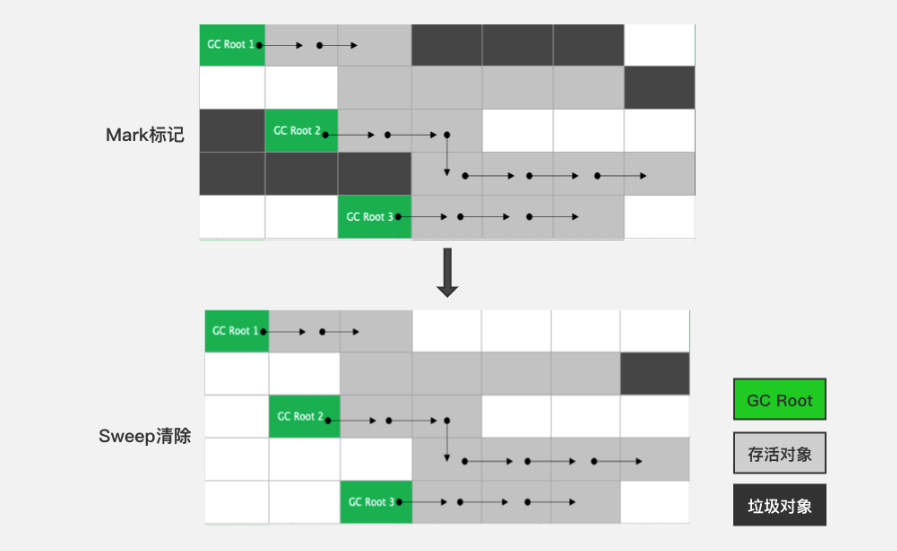 GC Root 1
GC Root 2
Mark标记
GC Root 3
GC Root 1
GC Root 2
Sweep清除
GC Root 3
GC Root
存活对象
垃圾对象